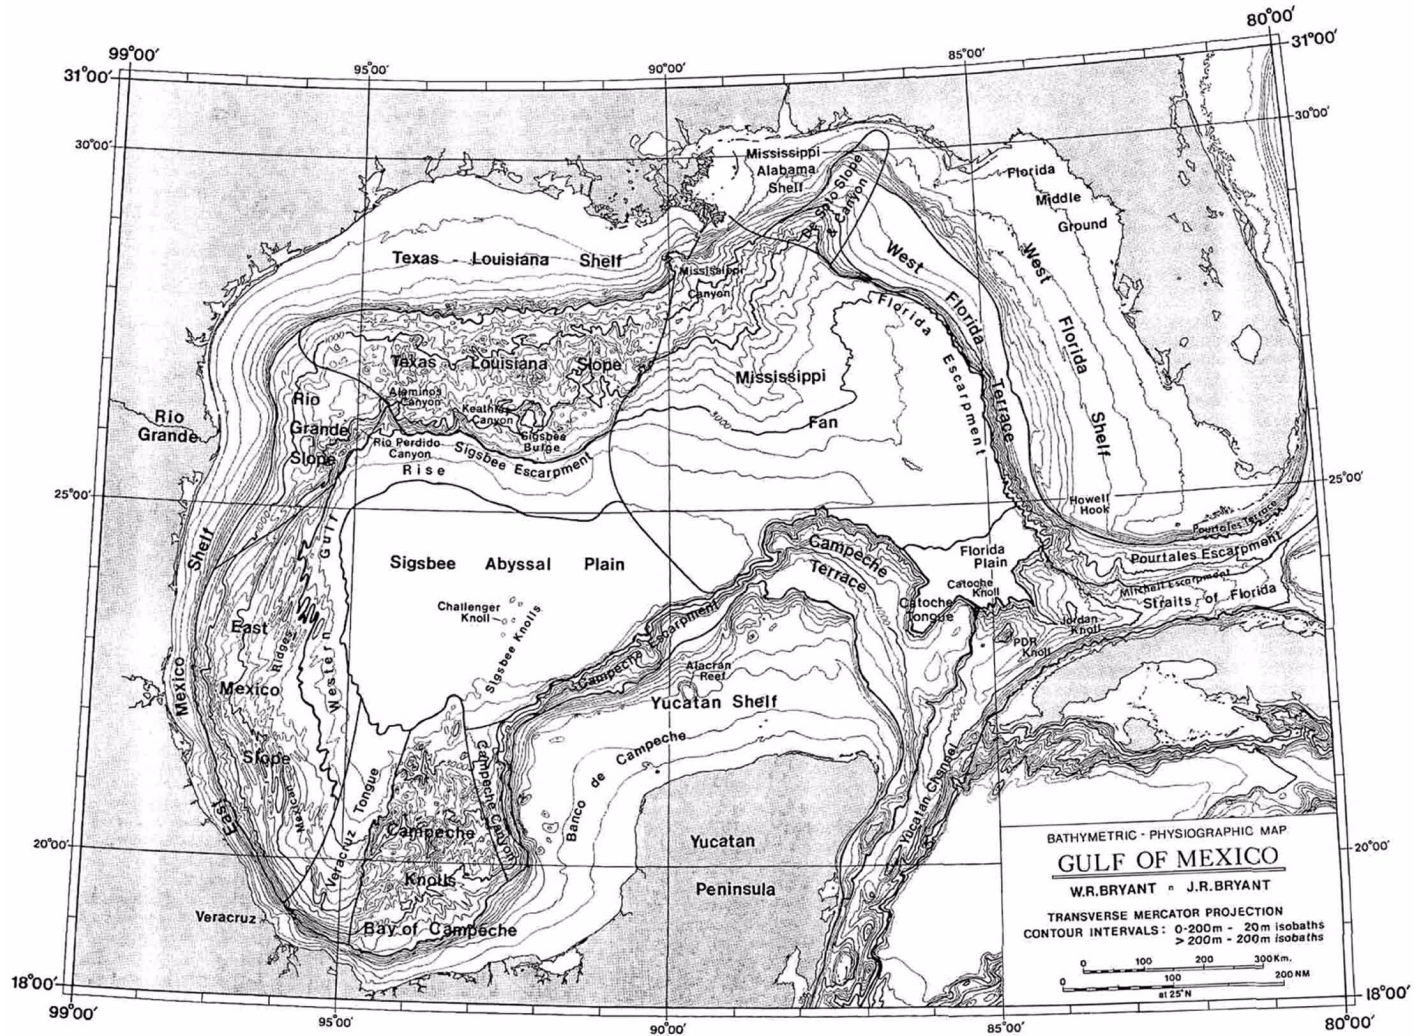 80°00'
99°00'
95°00'
90°00'
85°00'
31°00'
31°00'
30°00'
30°00'
Mississippi
Alabama
Shelf
De Soto Slope
& Canyon
Florida
Middle
Ground
Texas - Louisiana Shelf
Mississippi
Canyon
West
Florida
Terrace
West
Florida
Shelf
Florida
Escarpment
Texas Louisiana Slope
Mississippi
Fan
3000
Alaminos
Canyon
Keathley
Canyon
Sigsbee
Bulge
Rio
Grande
Rio
Grande
Slope
Rio Perdido
Canyon
Sigsbee Escarpment
Rise
25°00'
25°00'
Howell
Hook
Pourtales Terrace
Pourtales Escarpment
Mitchell Escarpment
Straits of Florida
Shelf
Gulf
Western
Sigsbee Abyssal Plain
Campeche
Terrace
Florida
Plain
Catoche
Knoll
Catoche
Tongue
Jordan
Knoll
PDR
Knoll
Challenger
Knoll
Sigsbee Knolls
Campeche Escarpment
East
Mexico
Slope
Ridges
Mexican
Mexico
East
Alacran
Reef
Yucatan Shelf
Banco de Campeche
Yucatan Channel
Veracruz Tongue
Campeche Canyon
Campeche
Knolls
Yucatan
Peninsula
20°00'
20°00'
Veracruz
Bay of Campeche
BATHYMETRIC - PHYSIOGRAPHIC MAP
GULF OF MEXICO
W.R.BRYANT n J.R.BRYANT
TRANSVERSE MERCATOR PROJECTION
CONTOUR INTERVALS: 0-200m - 20m isobaths
> 200m - 200m isobaths
0 100 200 300 Km.
0 100 200 NM
at 25°N
18°00'
18°00'
99°00'
95°00'
90°00'
85°00'
80°00'